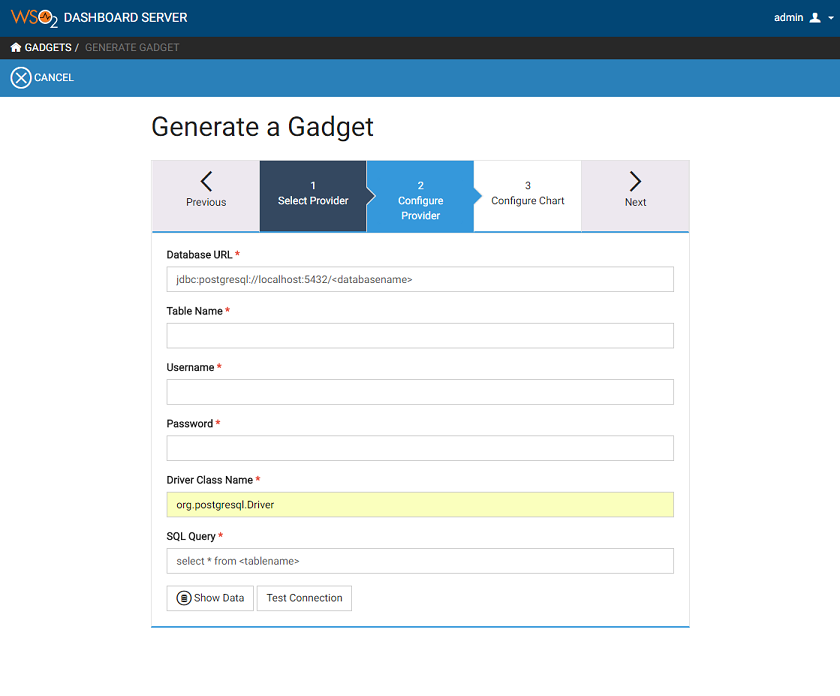 WSO2 DASHBOARD SERVER
admin
GADGETS / GENERATE GADGET
CANCEL
Generate a Gadget
Previous
1
Select Provider
2
Configure
Provider
3
Configure Chart
Next
Database URL *
jdbc:postgresql://localhost:5432/<databasename>
Table Name *
Username *
Password *
Driver Class Name *
org.postgresql.Driver
SQL Query *
select * from <tablename>
Show Data
Test Connection